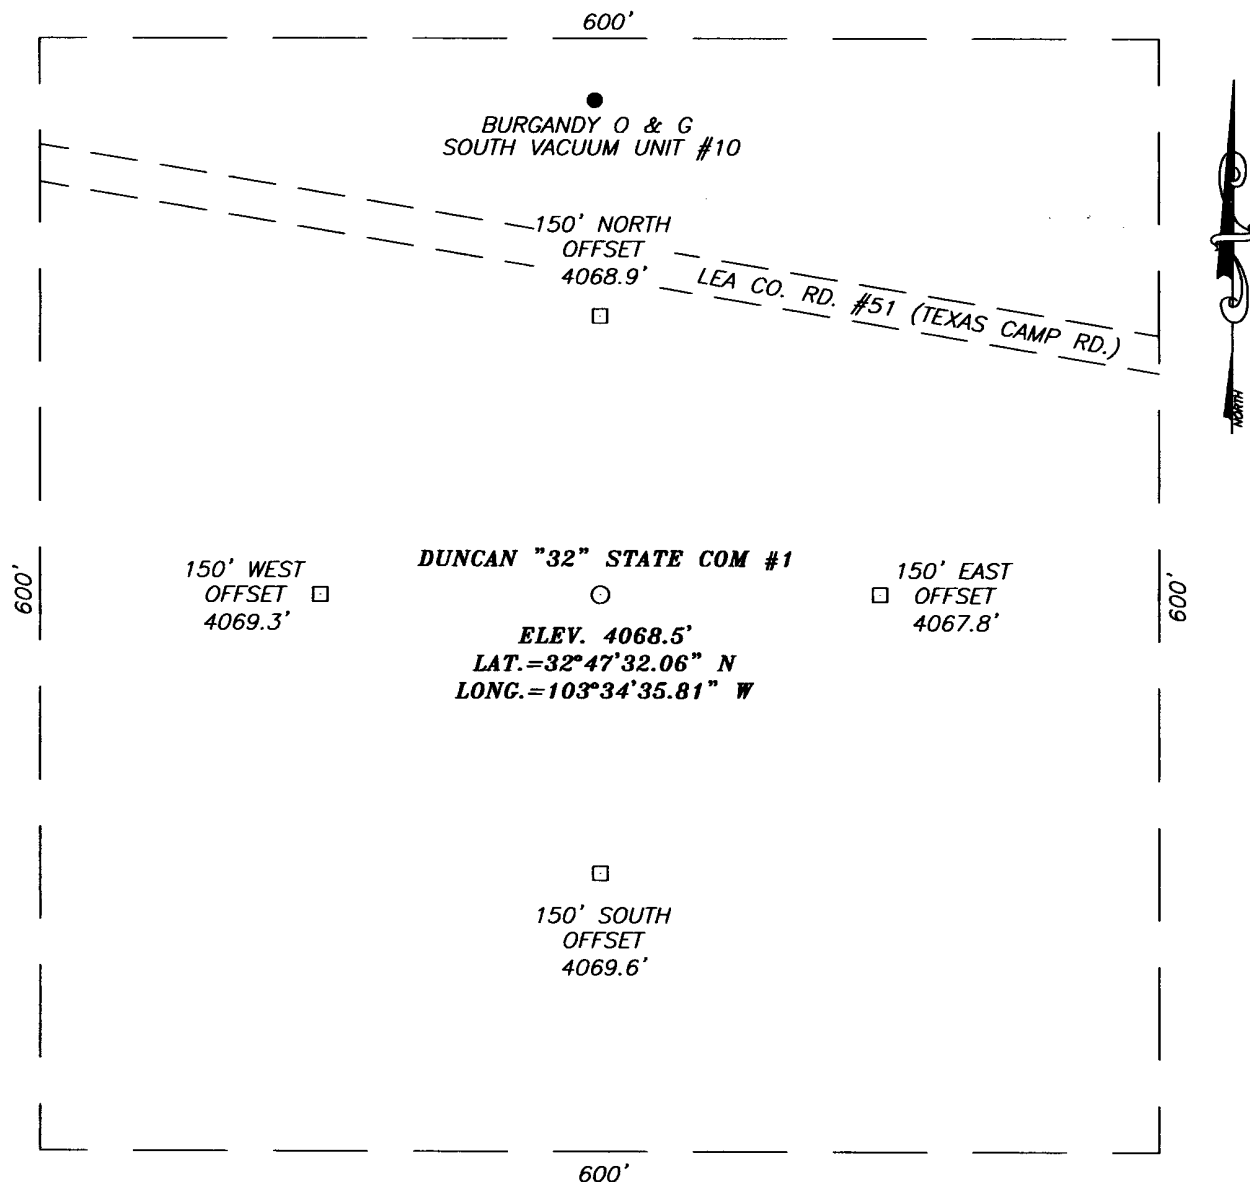 600'
BURGANDY O & G
SOUTH VACUUM UNIT #10
150' NORTH
OFFSET
4068.9'
LEA CO. RD. #51 (TEXAS CAMP RD.)
NORTH
600'
150' WEST
OFFSET
4069.3'
DUNCAN "32" STATE COM #1
ELEV. 4068.5'
LAT.=32°47'32.06" N
LONG.=103°34'35.81" W
150' EAST
OFFSET
4067.8'
600'
150' SOUTH
OFFSET
4069.6'
600'